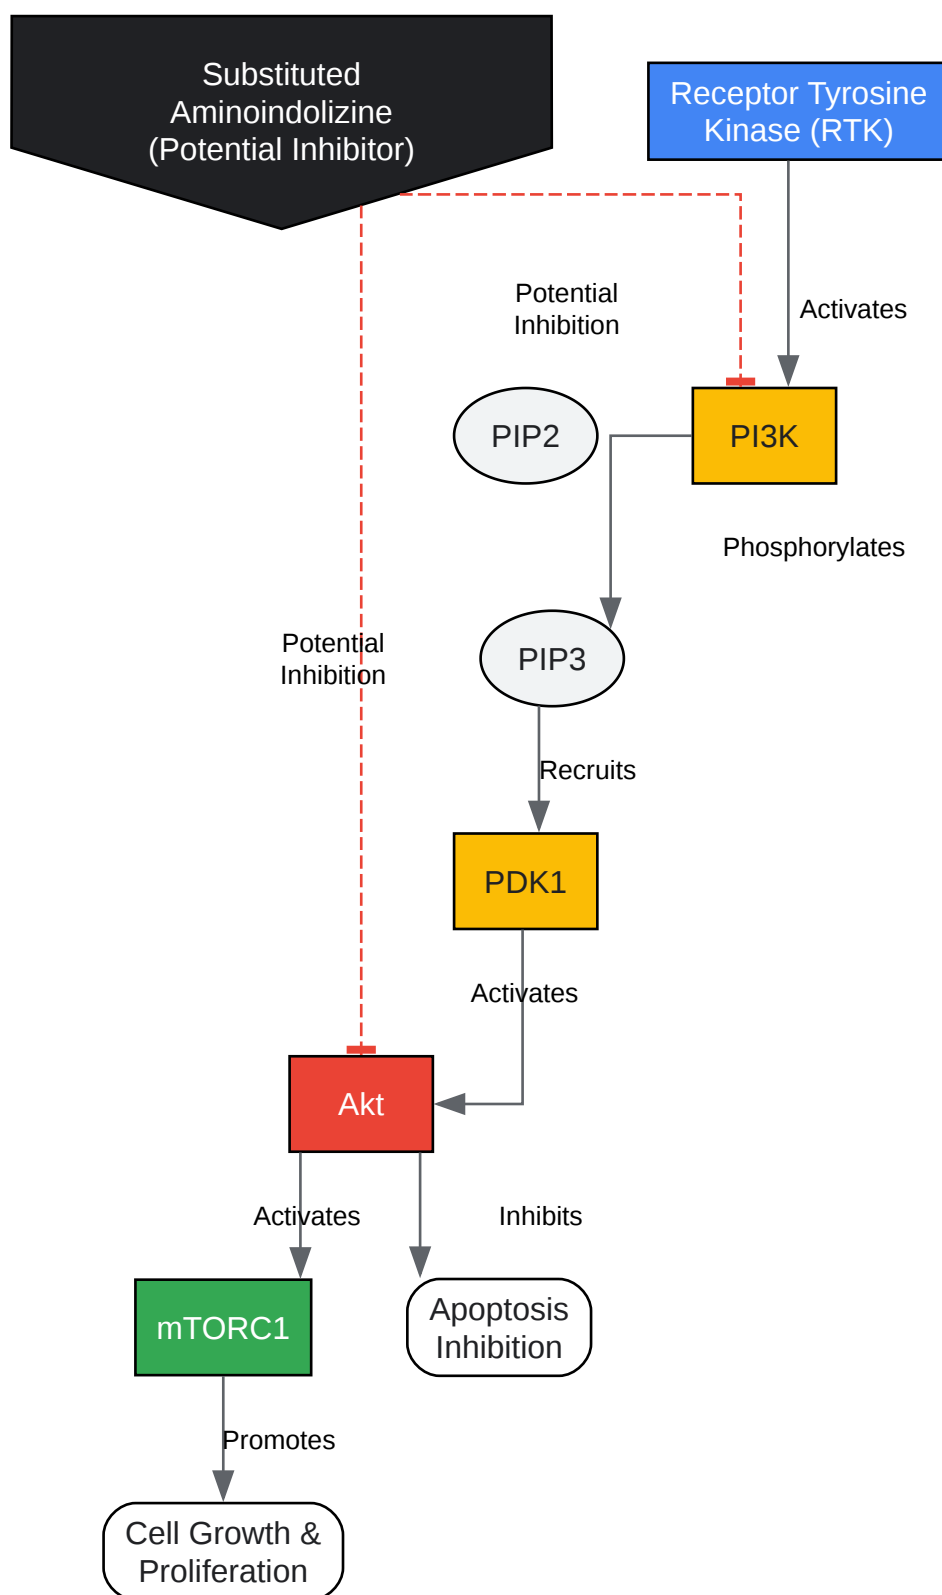 Substituted
Aminoindolizine
(Potential Inhibitor)
Receptor Tyrosine
Kinase (RTK)
Potential
Inhibition
Activates
PIP2
PI3K
Phosphorylates
Potential
Inhibition
PIP3
Recruits
PDK1
Activates
Akt
Activates
Inhibits
mTORC1
Apoptosis
Inhibition
Promotes
Cell Growth &
Proliferation